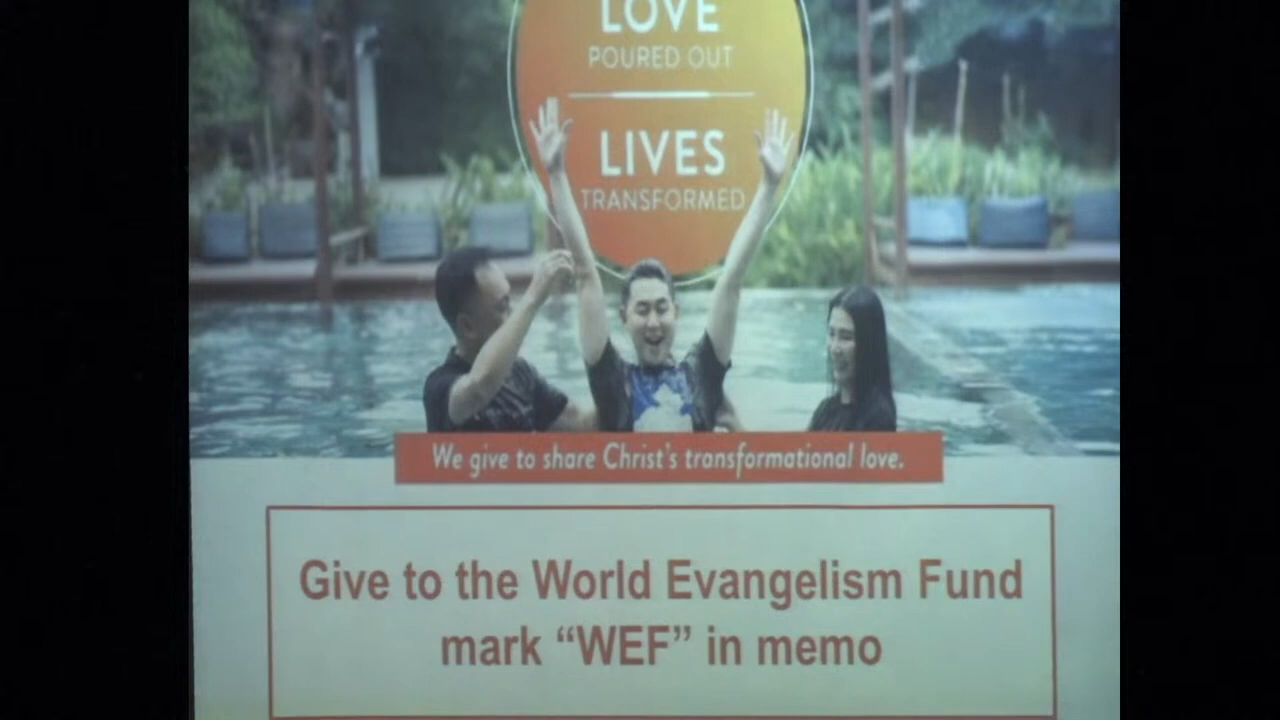 LOVE
POURED OUT
LIVES
TRANSFORMED
We give to share Christ's transformational love.
Give to the World Evangelism Fund
mark “WEF” in memo